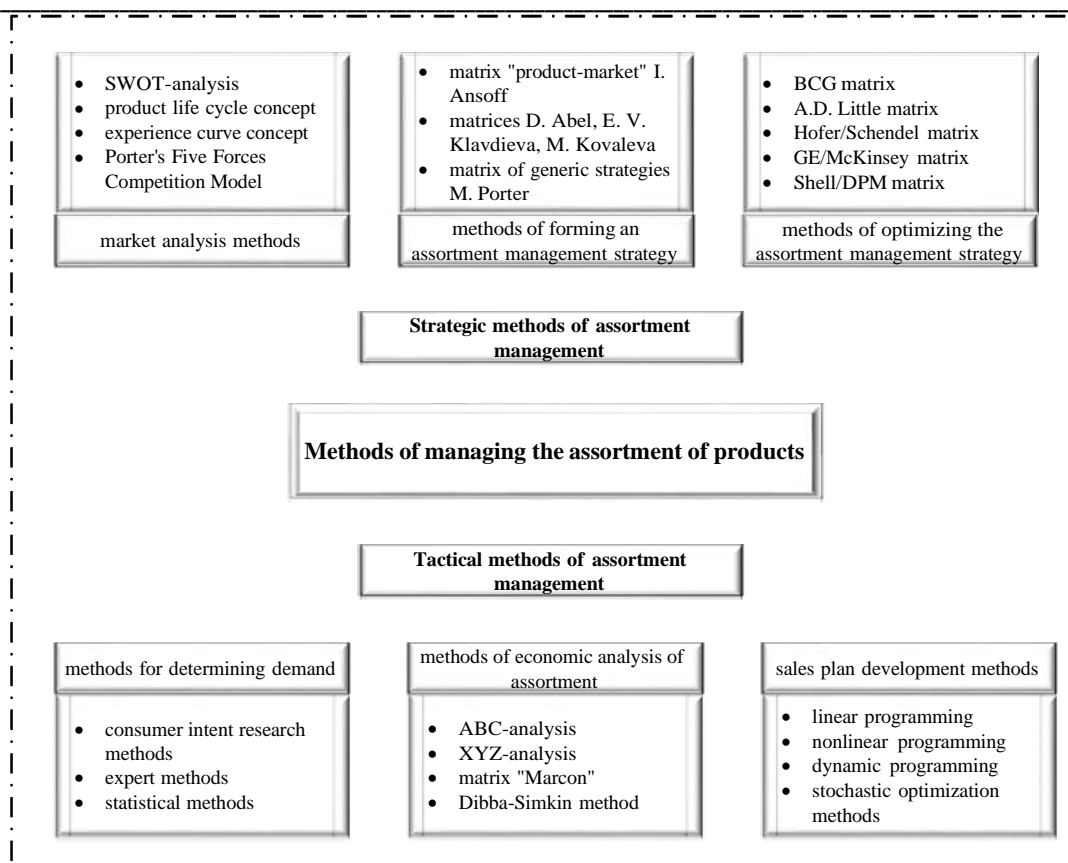 • SWOT-analysis
• product life cycle concept
• experience curve concept
• Porter's Five Forces
Competition Model
market analysis methods
• matrix "product-market" I.
Ansoff
• matrices D. Abel, E. V.
Klavdieva, M. Kovaleva
• matrix of generic strategies
M. Porter
methods of forming an
assortment management strategy
• BCG matrix
• A.D. Little matrix
• Hofer/Schendel matrix
• GE/McKinsey matrix
• Shell/DPM matrix
methods of optimizing the
assortment management strategy
Strategic methods of assortment
management
Methods of managing the assortment of products
Tactical methods of assortment
management
methods for determining demand
• consumer intent research
methods
• expert methods
• statistical methods
methods of economic analysis of
assortment
• ABC-analysis
• XYZ-analysis
• matrix "Marcon"
• Dibba-Simkin method
sales plan development methods
• linear programming
• nonlinear programming
• dynamic programming
• stochastic optimization
methods